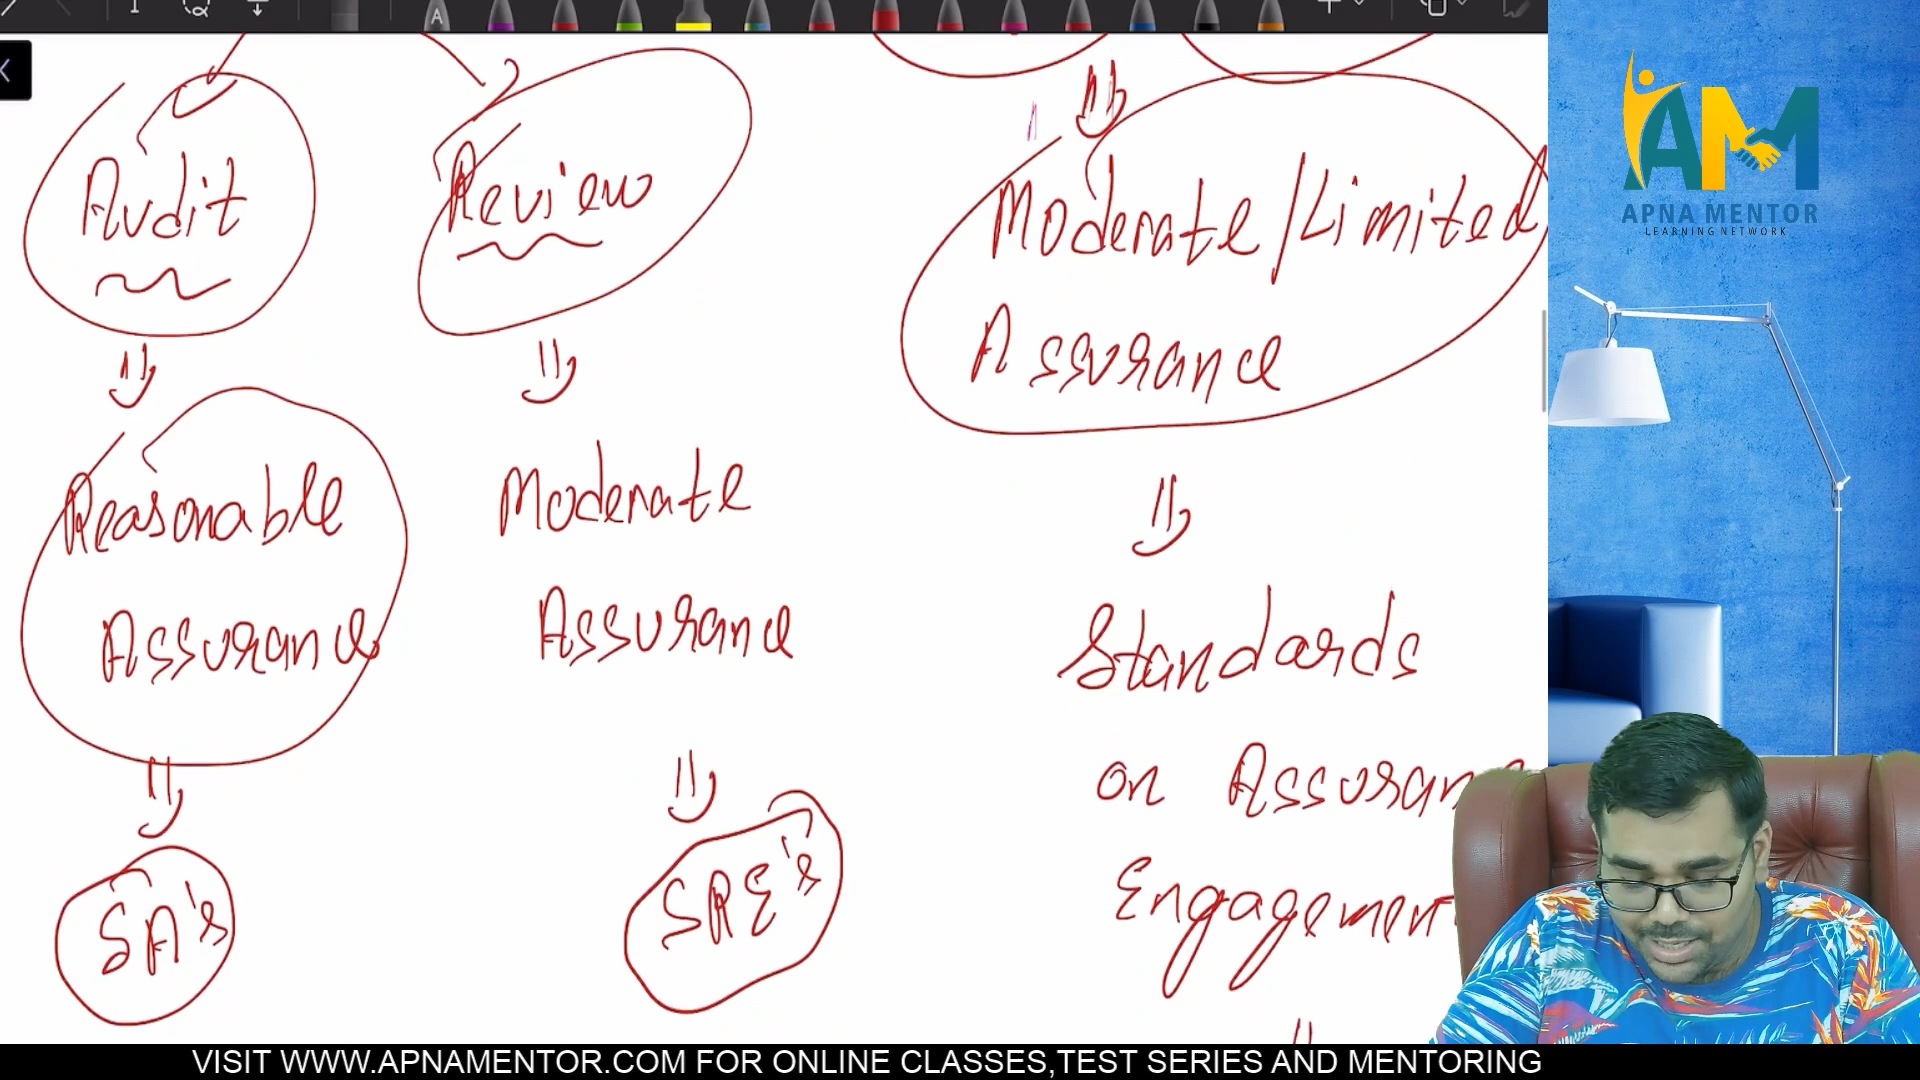 Audit
Review
Moderate/Limited
Assurance
Reasonable
Assurance
Moderate
Assurance
Standards
on Assuran
Engagement
SA's
SRE's
AM
APNA MENTOR
LEARNING NETWORK
VISIT WWW.APNAMENTOR.COM FOR ONLINE CLASSES,TEST SERIES AND MENTORING